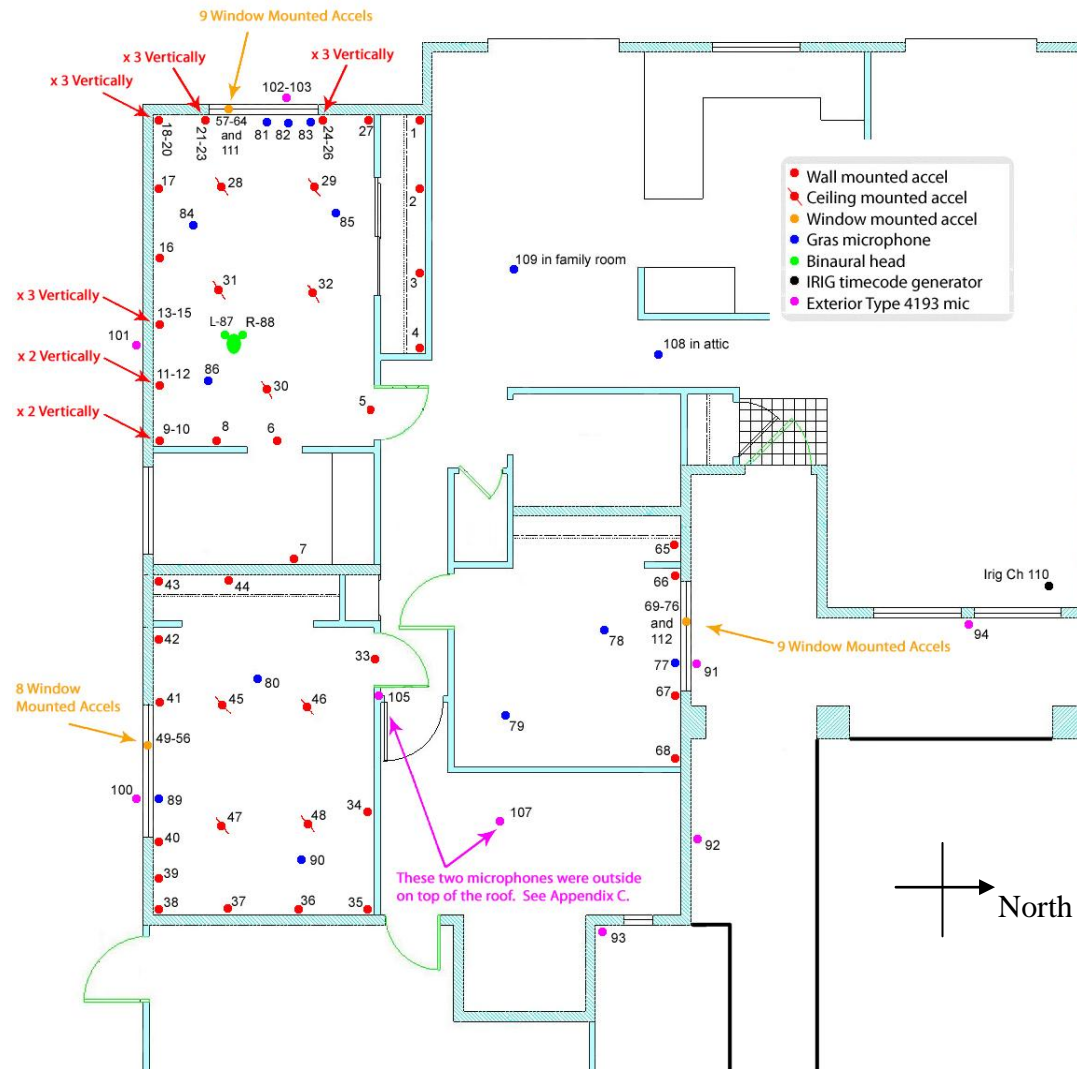 9 Window Mounted Accels
x 3 Vertically
x 3 Vertically
x 3 Vertically
102-103
18-20
21-23
57-64
and
111
81
82
83
24-26
27
1
17
28
29
2
84
85
16
31
32
3
x 3 Vertically
13-15
L-87
R-88
101
4
x 2 Vertically
11-12
86
30
5
x 2 Vertically
9-10
8
6
7
109 in family room
108 in attic
Wall mounted accel
Ceiling mounted accel
Window mounted accel
Gras microphone
Binaural head
IRIG timecode generator
Exterior Type 4193 mic
65
66
69-76
and
112
Irig Ch 110
94
9 Window Mounted Accels
78
77
91
67
79
68
43
44
42
33
80
105
41
45
46
8 Window
Mounted Accels
49-56
100
89
34
47
48
40
90
107
92
39
38
37
36
35
These two microphones were outside
on top of the roof. See Appendix C.
93
North